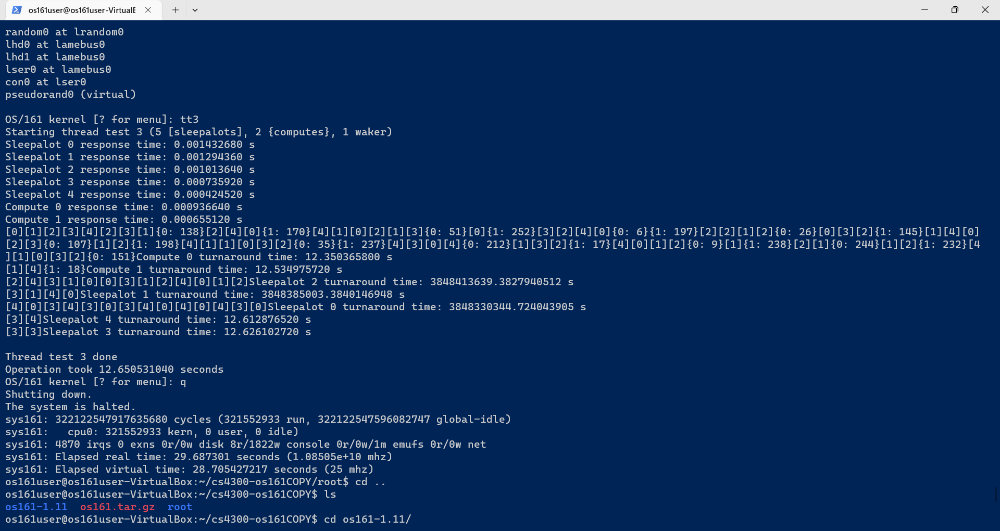 os161user@os161user-VirtualE
random0 at lrandom0
lhd0 at lamebus0
lhd1 at lamebus0
lser0 at lamebus0
con0 at lser0
pseudorand0 (virtual)
OS/161 kernel [? for menu]: tt3
Starting thread test 3 (5 [sleepalots], 2 {computes}, 1 waker)
Sleepalot 0 response time: 0.001432680 s
Sleepalot 1 response time: 0.001294360 s
Sleepalot 2 response time: 0.001013640 s
Sleepalot 3 response time: 0.000735920 s
Sleepalot 4 response time: 0.000424520 s
Compute 0 response time: 0.000936640 s
Compute 1 response time: 0.000655120 s
[0][1][2][3][4][2][3][1]{0: 138}[2][4][0]{1: 170}[4][1][0][2][1][3]{0: 51}[0]{1: 252}[3][2][4][0]{0: 6}{1: 197}[2][2][1][2]{0: 26}[0][3][2]{1: 145}[1][4][0]
[2][3]{0: 107}[1][2]{1: 198}[4][1][1][0][3][2]{0: 35}{1: 237}[4][3][0][4]{0: 212}[1][3][2]{1: 17}[4][0][1][2]{0: 9}[1]{1: 238}[2][1]{0: 244}[1][2]{1: 232}[4
][1][0][3][2]{0: 151}Compute 0 turnaround time: 12.350365800 s
[1][4]{1: 18}Compute 1 turnaround time: 12.534975720 s
[2][4][3][1][0][0][3][1][2][4][0][1][2]Sleepalot 2 turnaround time: 3848413639.3827940512 s
[3][1][4][0]Sleepalot 1 turnaround time: 3848385003.3840146948 s
[4][0][3][4][3][0][3][4][0][4][0][4][3][0]Sleepalot 0 turnaround time: 3848330344.724043905 s
[3][4]Sleepalot 4 turnaround time: 12.612876520 s
[3][3]Sleepalot 3 turnaround time: 12.626102720 s
Thread test 3 done
Operation took 12.650531040 seconds
OS/161 kernel [? for menu]: q
Shutting down.
The system is halted.
sys161: 322122547917635680 cycles (321552933 run, 322122547596082747 global-idle)
sys161:   cpu0: 321552933 kern, 0 user, 0 idle)
sys161: 4870 irqs 0 exns 0r/0w disk 8r/1822w console 0r/0w/1m emufs 0r/0w net
sys161: Elapsed real time: 29.687301 seconds (1.08505e+10 mhz)
sys161: Elapsed virtual time: 28.705427217 seconds (25 mhz)
os161user@os161user-VirtualBox:~/cs4300-os161COPY/root$ cd ..
os161user@os161user-VirtualBox:~/cs4300-os161COPY$ ls
os161-1.11  os161.tar.gz  root
os161user@os161user-VirtualBox:~/cs4300-os161COPY$ cd os161-1.11/